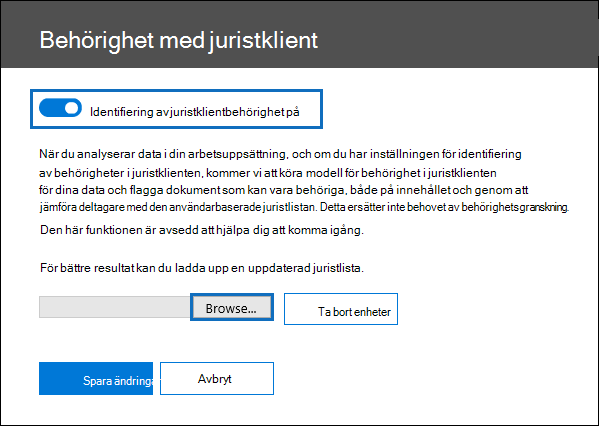 Behörighet med juristklient
Identifiering av juristklientbehörighet på
När du analyserar data i din arbetsuppsättning, och om du har inställningen för identifiering
av behörigheter i juristklienten, kommer vi att köra modell för behörighet i juristklienten
för dina data och flagga dokument som kan vara behöriga, både på innehållet och genom att
jämföra deltagare med den användarbaserade juristlistan. Detta ersätter inte behovet av behörighetsgranskning.
Den här funktionen är avsedd att hjälpa dig att komma igång.
För bättre resultat kan du ladda upp en uppdaterad juristlista.
Browse... Ta bort enheter
Spara ändringar Avbryt